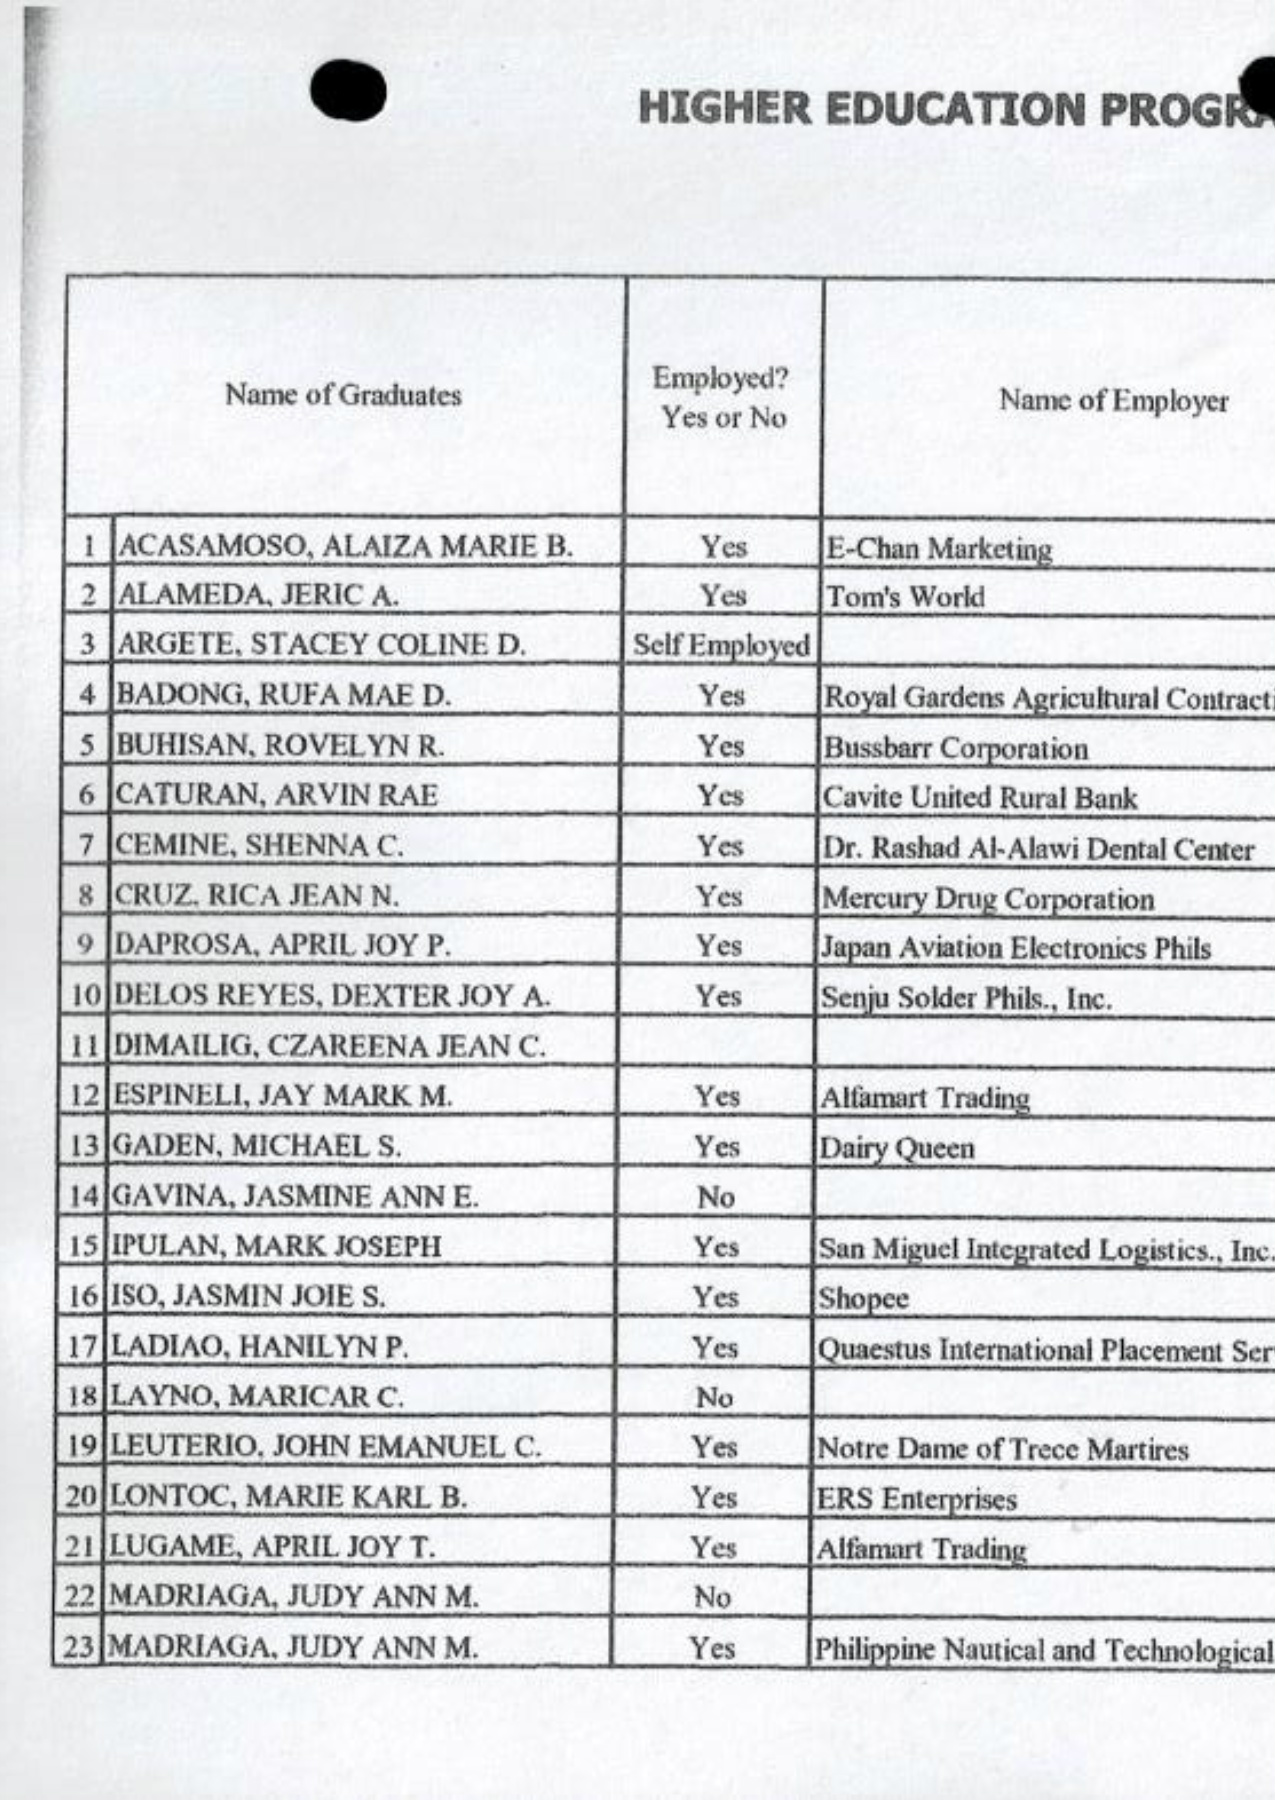 HIGHER EDUCATION PROGRA
Name of Graduates
Employed?
Yes or No
Name of Employer
1 ACASAMOSO, ALAIZA MARIE B. Yes E-Chan Marketing
2 ALAMEDA, JERIC A. Yes Tom's World
3 ARGETE, STACEY COLINE D. Self Employed
4 BADONG, RUFA MAE D. Yes Royal Gardens Agricultural Contract
5 BUHISAN, ROVELYN R. Yes Bussbarr Corporation
6 CATURAN, ARVIN RAE Yes Cavite United Rural Bank
7 CEMINE, SHENNA C. Yes Dr. Rashad Al-Alawi Dental Center
8 CRUZ, RICA JEAN N. Yes Mercury Drug Corporation
9 DAPROSA, APRIL JOY P. Yes Japan Aviation Electronics Phils
10 DELOS REYES, DEXTER JOY A. Yes Senju Solder Phils., Inc.
11 DIMAILIG, CZAREENA JEAN C.
12 ESPINELI, JAY MARK M. Yes Alfamart Trading
13 GADEN, MICHAEL S. Yes Dairy Queen
14 GAVINA, JASMINE ANN E. No
15 IPULAN, MARK JOSEPH Yes San Miguel Integrated Logistics., Inc.
16 ISO, JASMIN JOIE S. Yes Shopee
17 LADIAO, HANILYN P. Yes Quaestus International Placement Ser
18 LAYNO, MARICAR C. No
19 LEUTERIO, JOHN EMANUEL C. Yes Notre Dame of Trece Martires
20 LONTOC, MARIE KARL B. Yes ERS Enterprises
21 LUGAME, APRIL JOY T. Yes Alfamart Trading
22 MADRIAGA, JUDY ANN M. No
23 MADRIAGA, JUDY ANN M. Yes Philippine Nautical and Technological